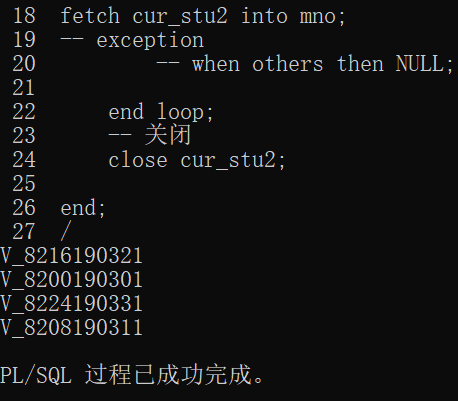 18  fetch cur_stu2 into mno;
19  -- exception
20          -- when others then NULL;
21
22      end loop;
23      -- 关闭
24      close cur_stu2;
25
26  end;
27  /
V_8216190321
V_8200190301
V_8224190331
V_8208190311
PL/SQL 过程已成功完成。